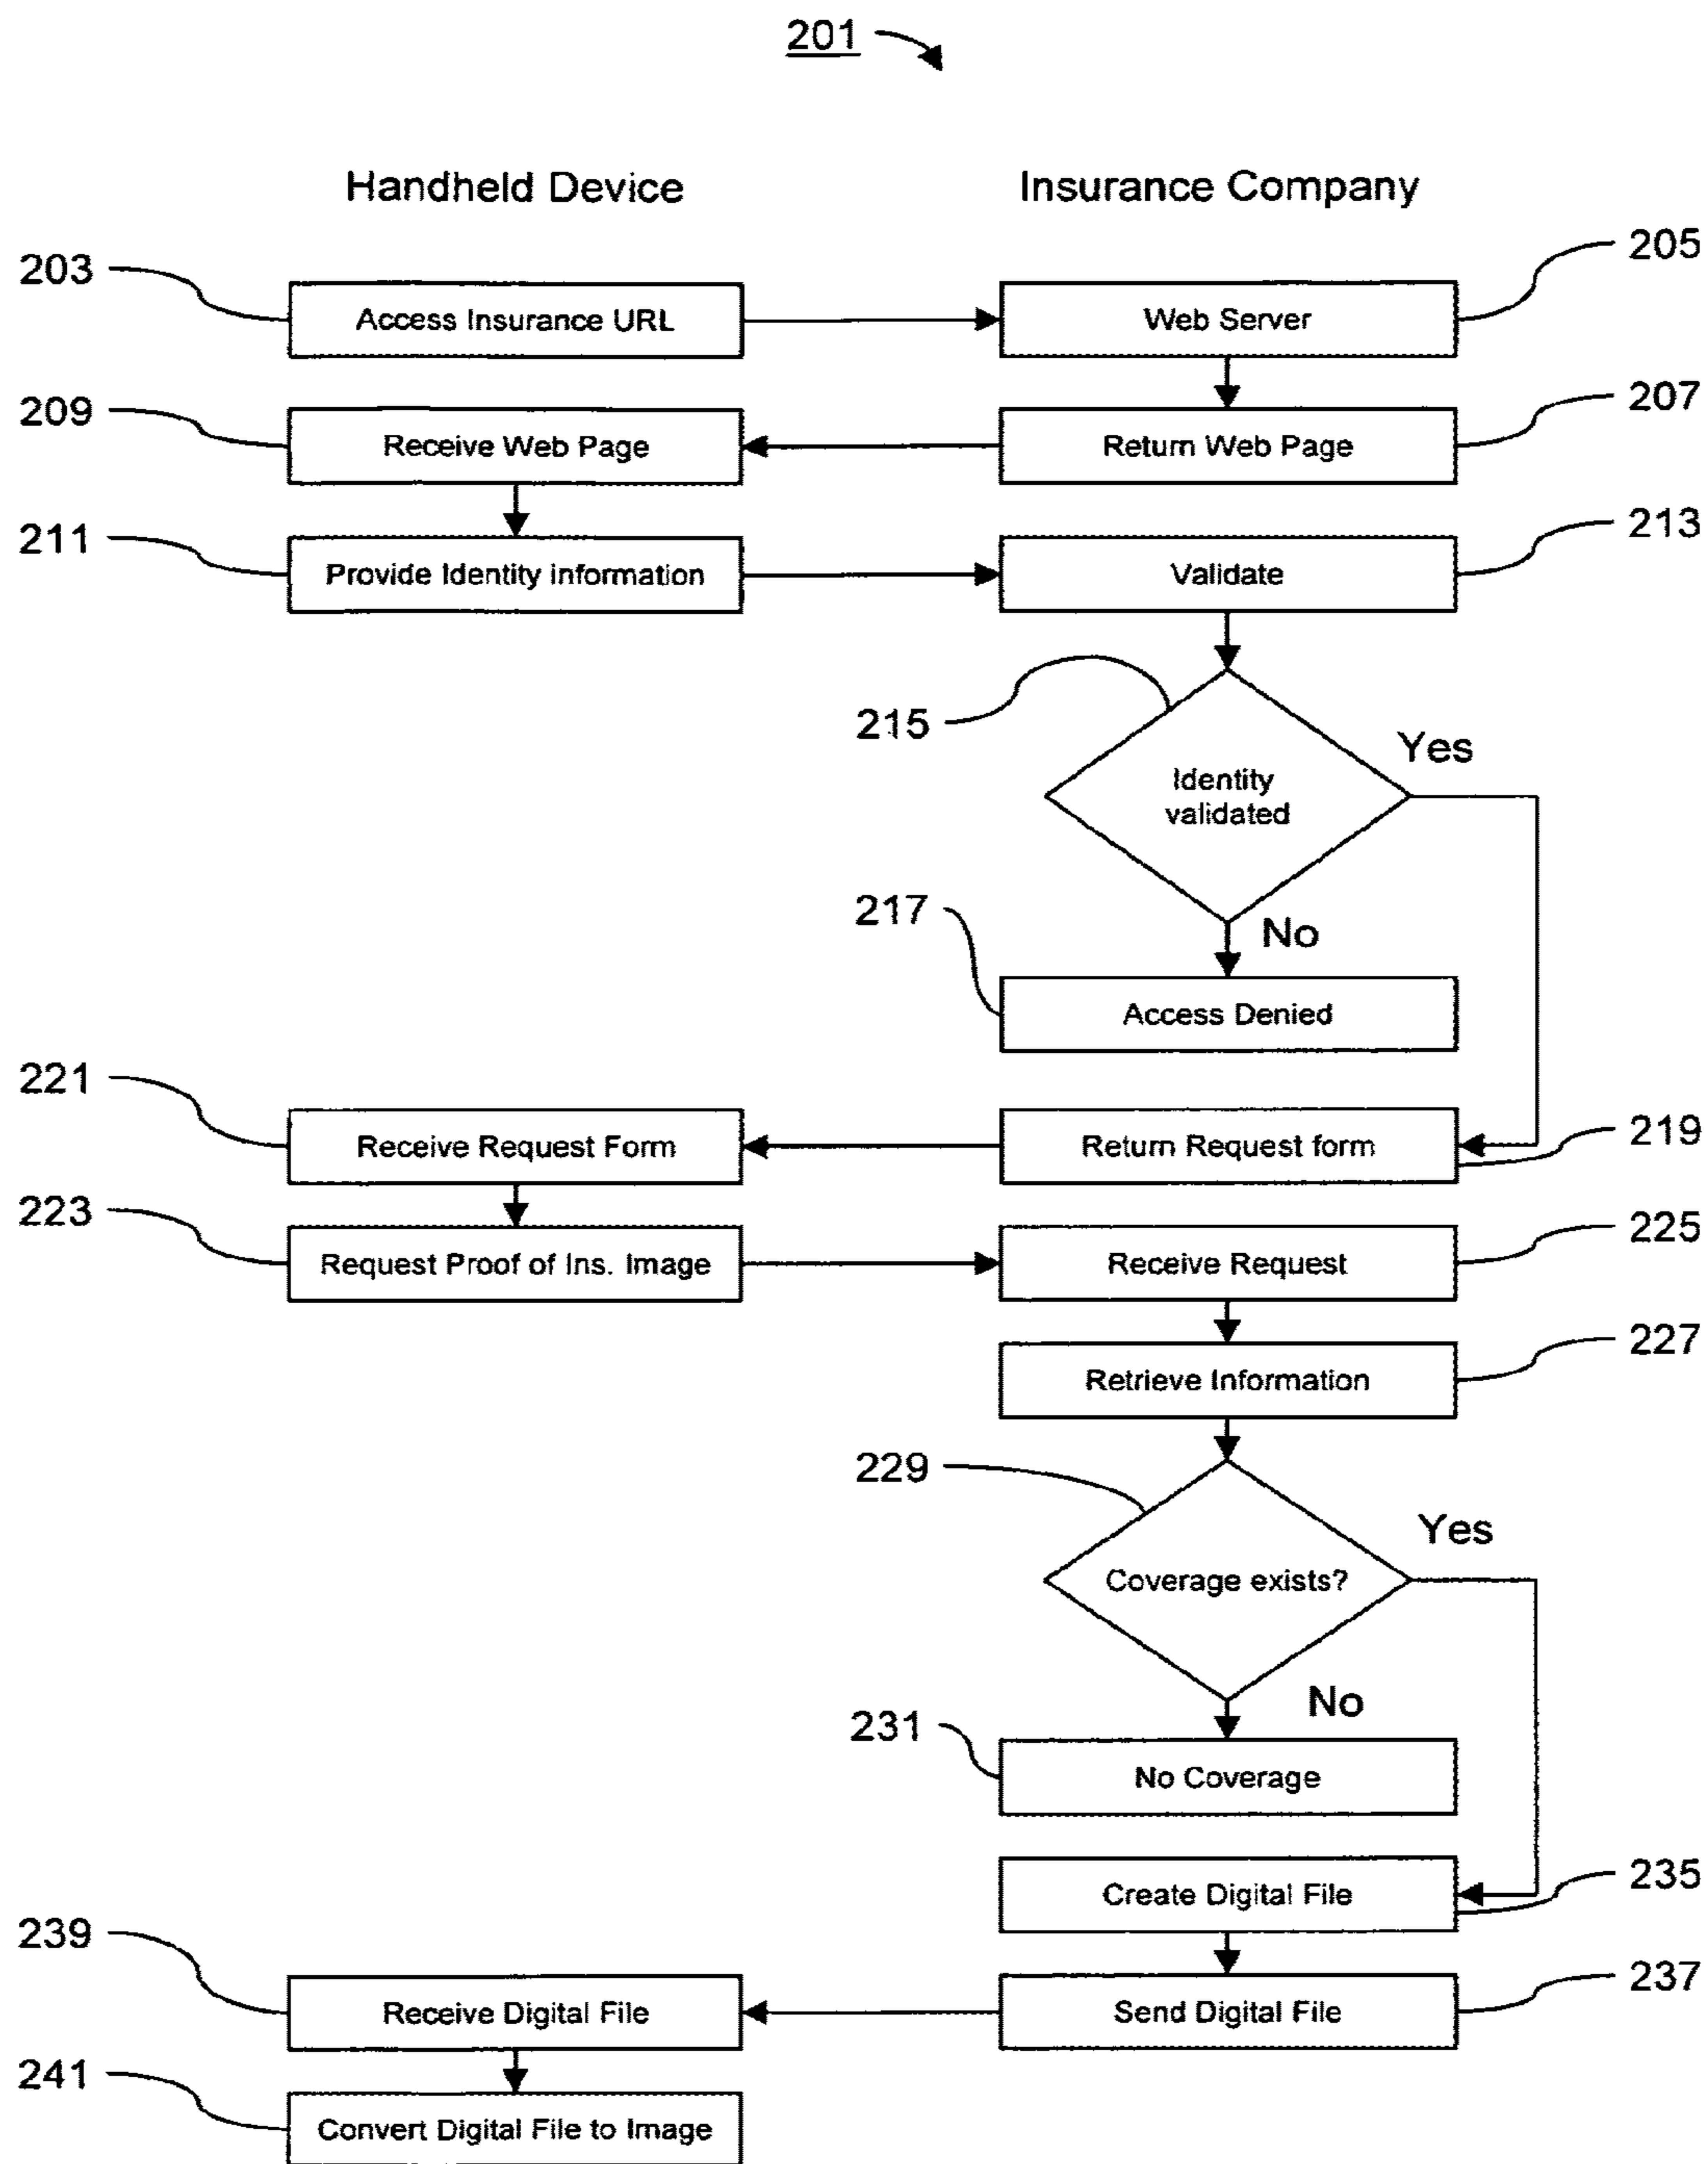 201
Handheld Device
Insurance Company
203
Access Insurance URL
Web Server
205
209
Receive Web Page
Return Web Page
207
211
Provide Identity information
Validate
213
215
Identity
validated
Yes
217
No
Access Denied
221
Receive Request Form
Return Request form
219
223
Request Proof of Ins. Image
Receive Request
225
Retrieve Information
227
229
Coverage exists?
Yes
No
231
No Coverage
Create Digital File
235
239
Receive Digital File
Send Digital File
237
241
Convert Digital File to Image